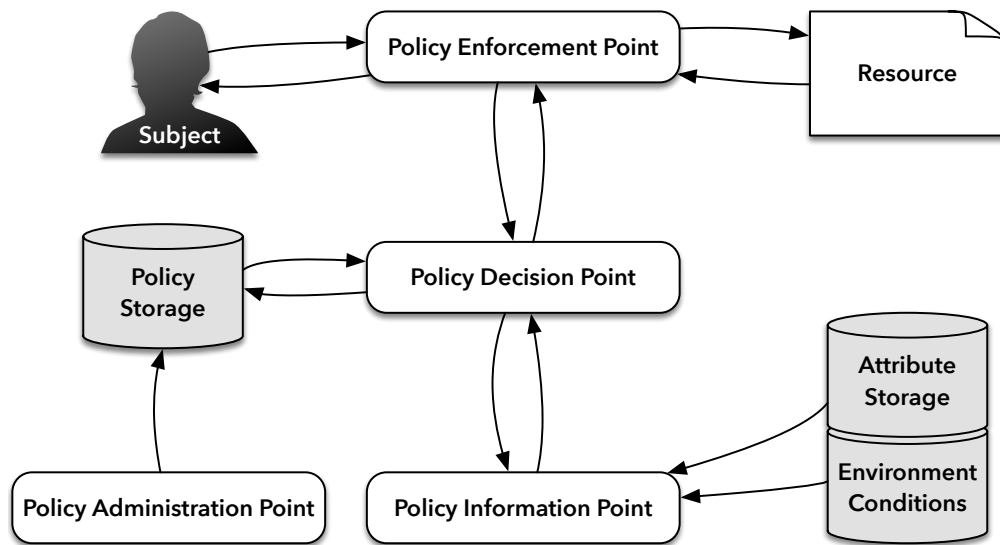 Policy Enforcement Point
Resource
Subject
Policy
Storage
Policy Decision Point
Attribute
Storage
Environment
Conditions
Policy Administration Point
Policy Information Point